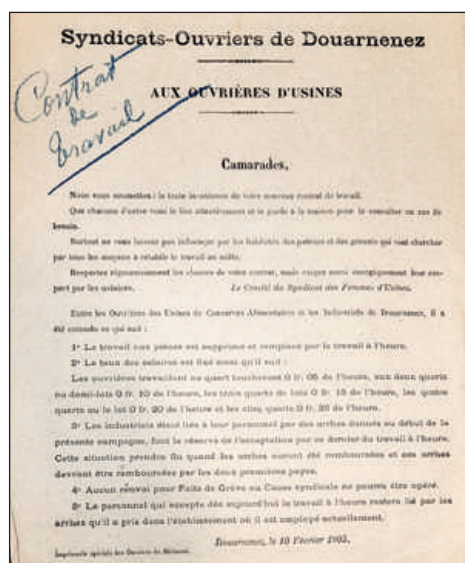 Syndicats-Ouvriers de Douarnenez
Contrat
de
travail
AUX OUVRIÈRES D'USINES
Camarades,
Nous vous soumettons la teneur de votre nouveau contrat de travail.
Que chacune d'entre vous le lise attentivement et le garde à la maison pour le consulter en cas de
besoin.
Surtout ne vous laissez pas influencer par les habiletés des patrons et des gérants qui vont chercher
par tous les moyens à rétablir le travail au mille.
Respectez rigoureusement les clauses de votre contrat, mais exigez aussi énergiquement leur res-
pect par les usiniers. Le Comité du Syndicat des Femmes d'Usines.
Entre les Ouvrières des Usines de Conserves Alimentaires et les Industriels de Douarnenez, il a
été convenu ce qui suit :
1° Le travail aux pièces est supprimé et remplacé par le travail à l'heure.
2° Le taux des salaires est fixé ainsi qu'il suit :
Les ouvrières travaillant au quart toucheront 0 fr. 05 de l'heure, aux deux quarts
ou demi-lots 0 fr. 10 de l'heure, les trois quarts de lots 0 fr. 15 de l'heure, les quatre
quarts ou le lot 0 fr. 20 de l'heure et les cinq quarts 0 fr. 25 de l'heure.
3° Les industriels étant liés à leur personnel par des arrhes donnés au début de la
présente campagne, font la réserve de l'acceptation par ce dernier du travail à l'heure.
Cette situation prendra fin quand les arrhes auront été remboursées et ces arrhes
devront être remboursées par les deux premières payes.
4° Aucun renvoi pour Faits de Grève ou Cause syndicale ne pourra être opéré.
5° Le personnel qui accepte dès aujourd'hui le travail à l'heure restera lié par les
arrhes qu'il a pris dans l'établissement où il est employé actuellement.
Douarnenez, le 10 Février 1905.
Imprimerie spéciale des Ouvriers du Bâtiment.